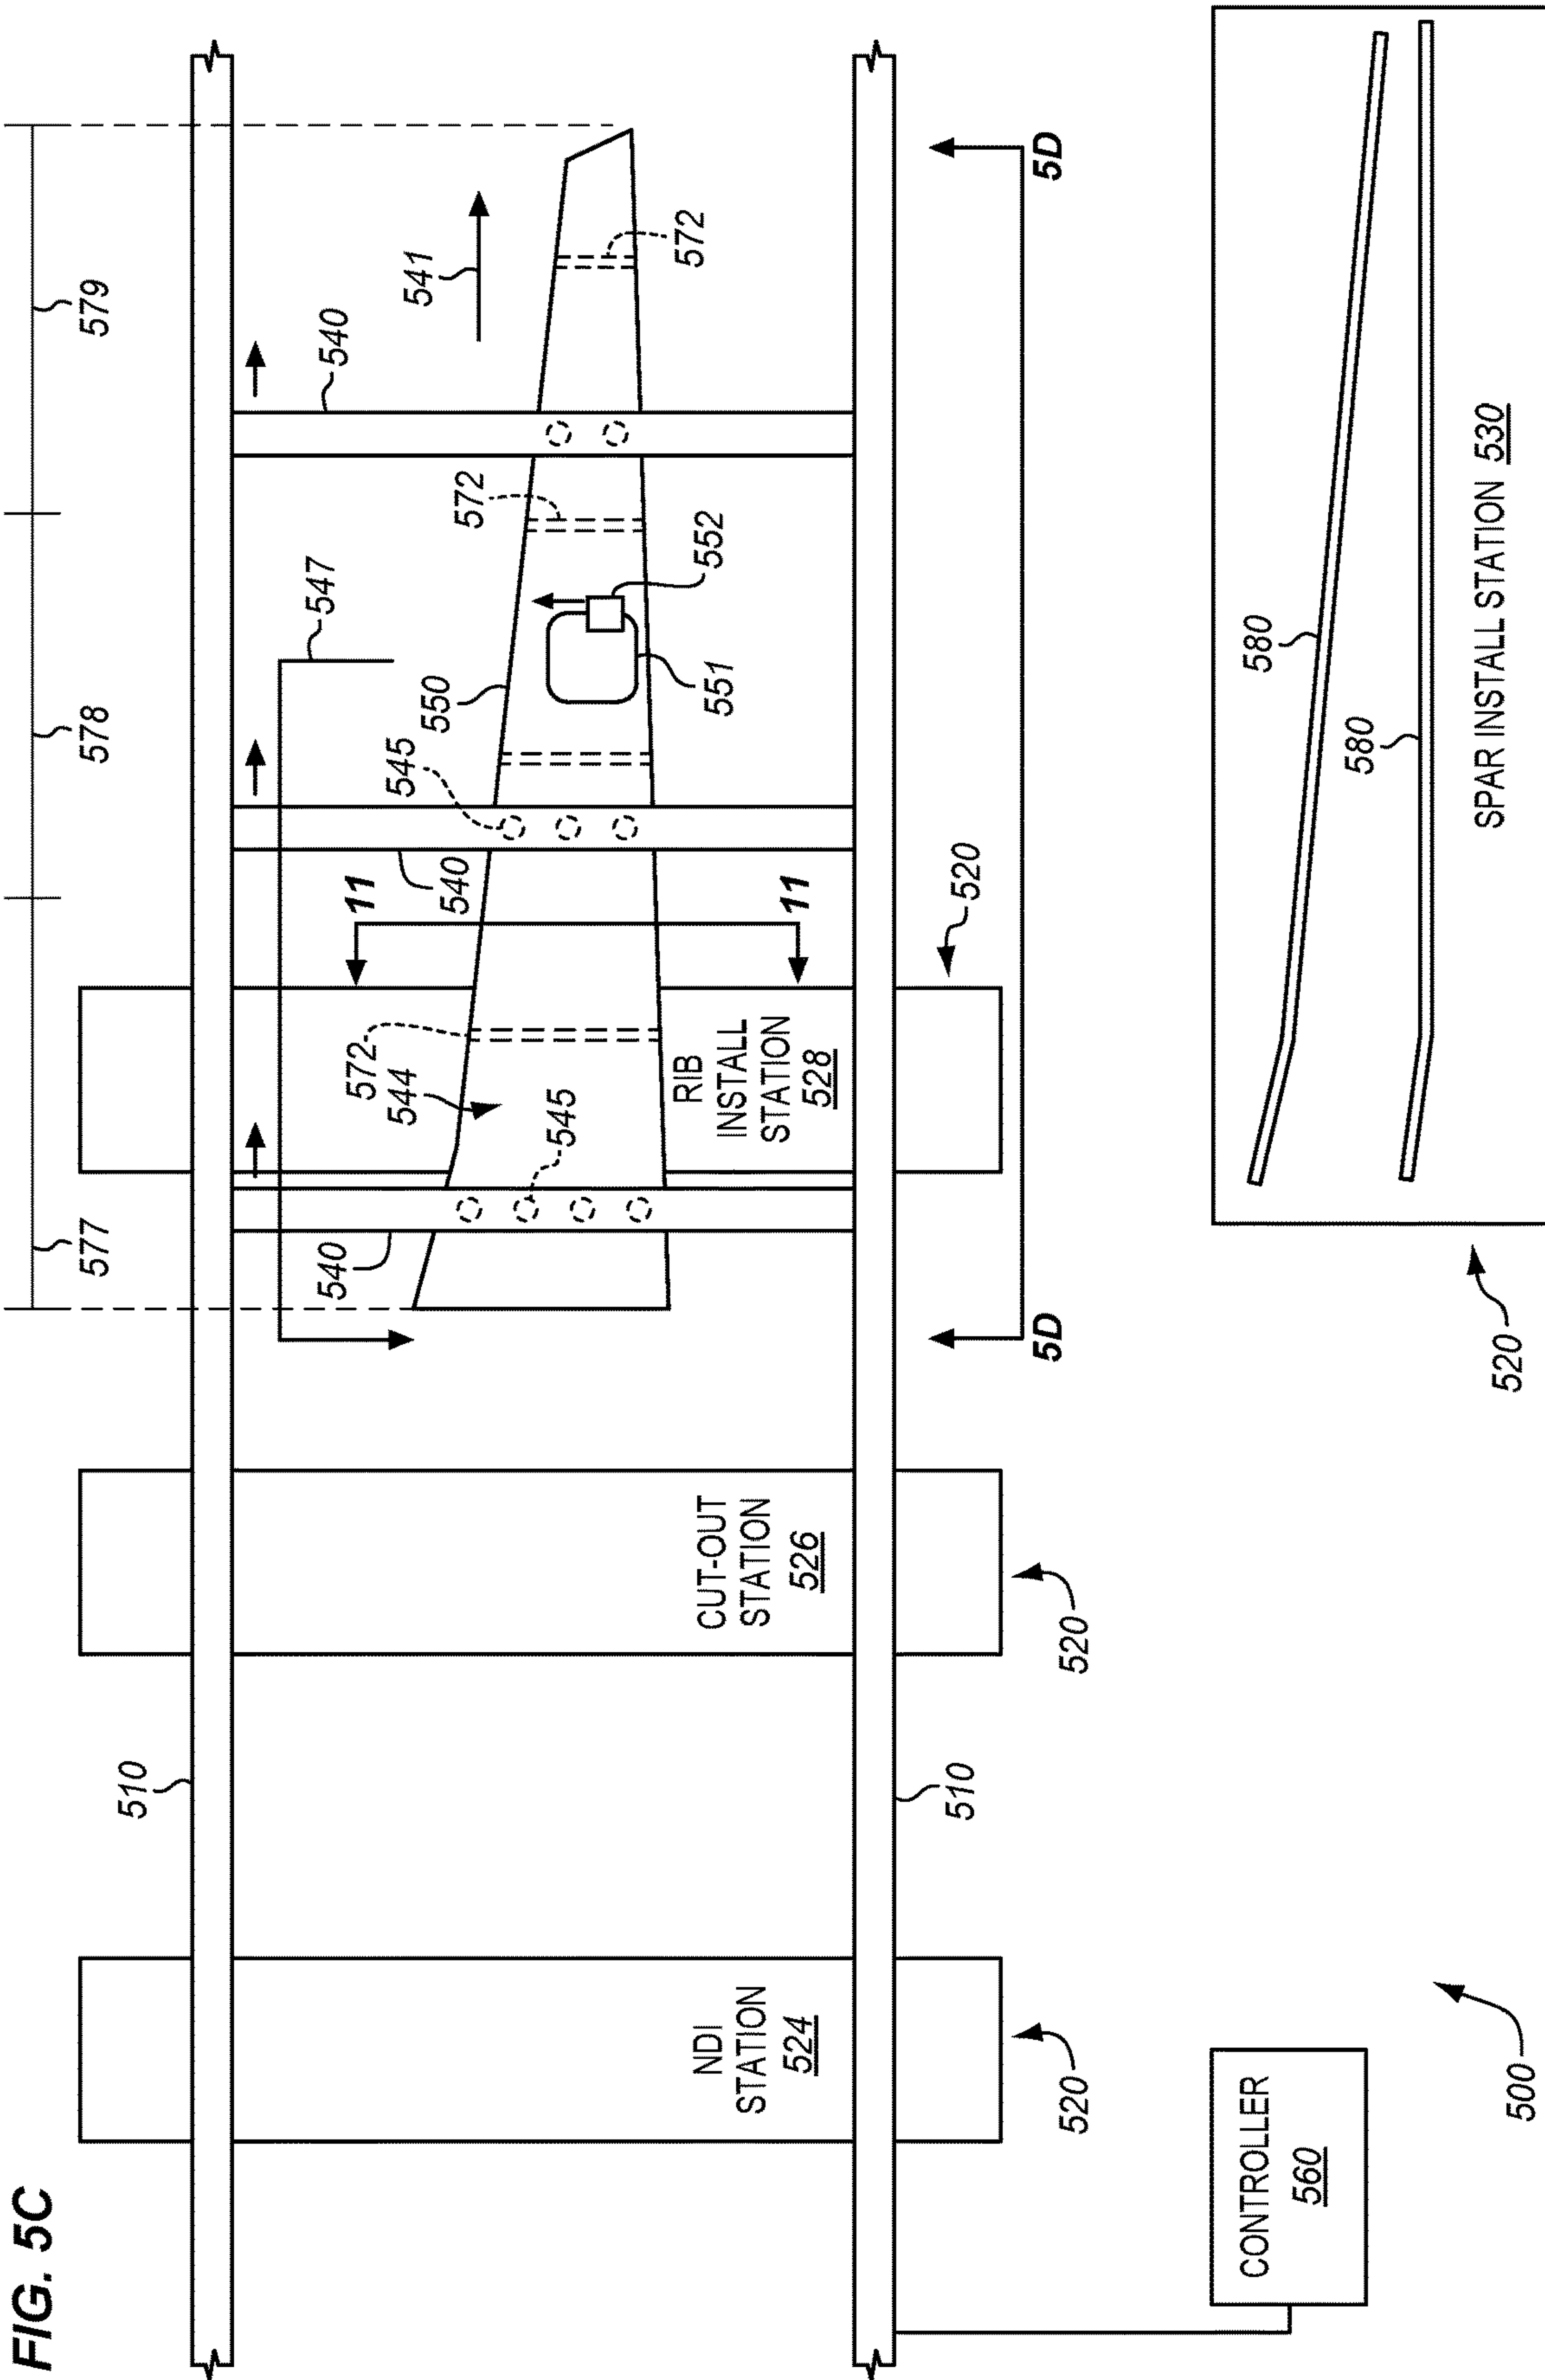 FIG. 5C
577
578
579
510
547
540
541
540
545
540
550
572
572
572
544
545
552
551
11
11
NDI
STATION
524
CUT-OUT
STATION
526
RIB
INSTALL
STATION
528
510
520
520
520
5D
5D
CONTROLLER
560
500
520
580
580
SPAR INSTALL STATION 530